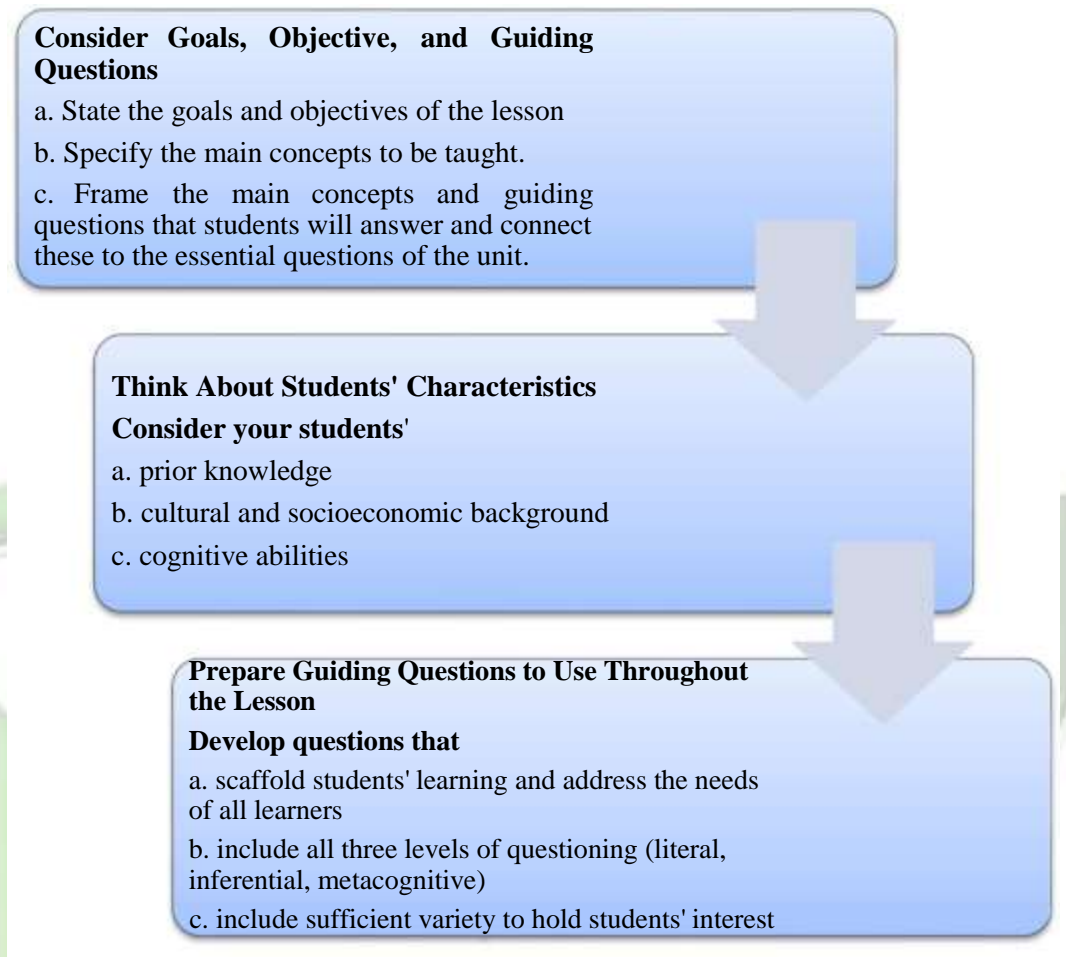 Consider Goals, Objective, and Guiding
Questions
a. State the goals and objectives of the lesson
b. Specify the main concepts to be taught.
c. Frame the main concepts and guiding
questions that students will answer and connect
these to the essential questions of the unit.
Think About Students' Characteristics
Consider your students'
a. prior knowledge
b. cultural and socioeconomic background
c. cognitive abilities
Prepare Guiding Questions to Use Throughout
the Lesson
Develop questions that
a. scaffold students' learning and address the needs
of all learners
b. include all three levels of questioning (literal,
inferential, metacognitive)
c. include sufficient variety to hold students' interest